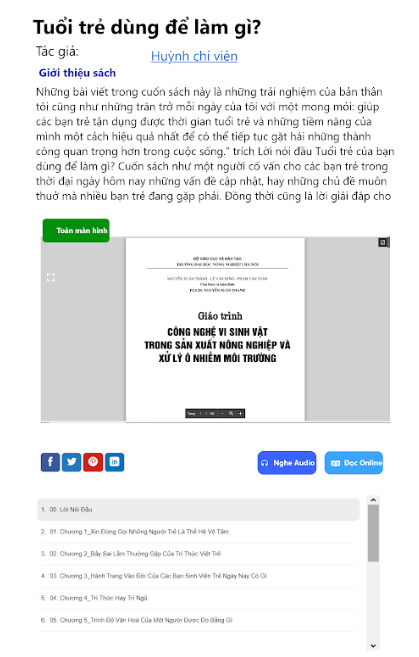 Tuổi trẻ dùng để làm gì?
Tác giả: Huỳnh chí viễn
Giới thiệu sách
Những bài viết trong cuốn sách này là những trải nghiệm của bản thân
tôi cũng như những trăn trở mỗi ngày của tôi với một mong mỏi: giúp
các bạn trẻ tận dụng được thời gian tuổi trẻ và những tiềm năng của
mình một cách hiệu quả nhất để có thể tiếp tục gặt hái những thành
công quan trọng hơn trong cuộc sống." trích Lời nói đầu Tuổi trẻ của bạn
dùng để làm gì? Cuốn sách như một người cố vấn cho các bạn trẻ trong
thời đại ngày hôm nay những vấn đề cập nhật, hay những chủ đề muôn
thuở mà nhiều bạn trẻ đang gặp phải. Đồng thời cũng là lời giải đáp cho
Toàn màn hình
BỘ GIÁO DỤC VÀ ĐÀO TẠO
TRƯỜNG ĐẠI HỌC NÔNG NGHIỆP I HÀ NỘI
NGUYỄN XUÂN THÀNH - LÊ VĂN HƯNG - PHẠM VĂN TOẢN
PGS.TS. NGUYỄN XUÂN THÀNH
Giáo trình
CÔNG NGHỆ VI SINH VẬT
TRONG SẢN XUẤT NÔNG NGHIỆP VÀ
XỬ LÝ Ô NHIỄM MÔI TRƯỜNG
Nghe Audio
Đọc Online
1. 00. Lời Nói Đầu
2. 01. Chương 1_Xin Đừng Gọi Những Người Trẻ Là Thế Hệ Vô Tâm
3. 02. Chương 2_Bảy Sai Lầm Thường Gặp Của Trí Thức Việt Trẻ
4. 03. Chương 3_Hành Trang Vào Đời Của Các Bạn Sinh Viên Trẻ Ngày Nay Có Gì
5. 04. Chương 4_Trí Thức Hay Trí Ngủ
6. 05. Chương 5_Trình Độ Văn Hoá Của Một Người Được Đo Bằng Gì